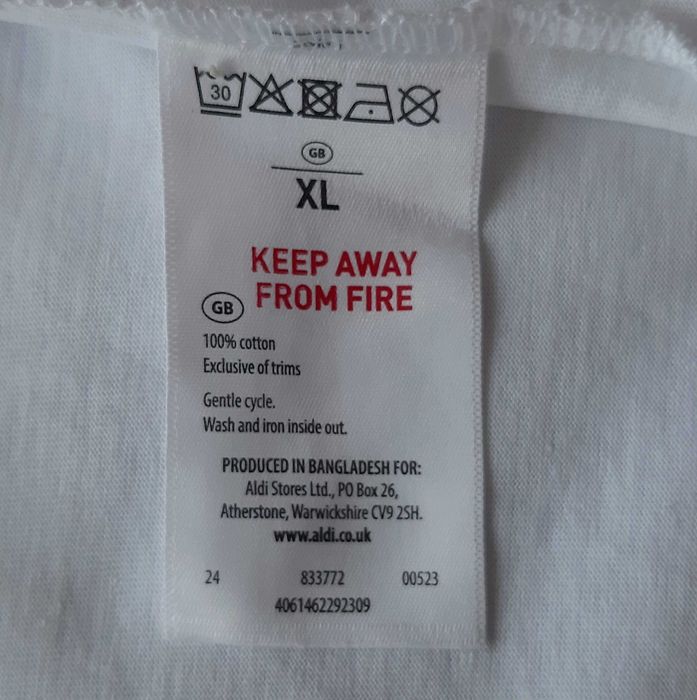 30
GB
XL
KEEP AWAY
FROM FIRE
GB
100% cotton
Exclusive of trims
Gentle cycle.
Wash and iron inside out.
PRODUCED IN BANGLADESH FOR:
Aldi Stores Ltd., PO Box 26,
Atherstone, Warwickshire CV9 2SH.
www.aldi.co.uk
24 833772 00523
4061462292309